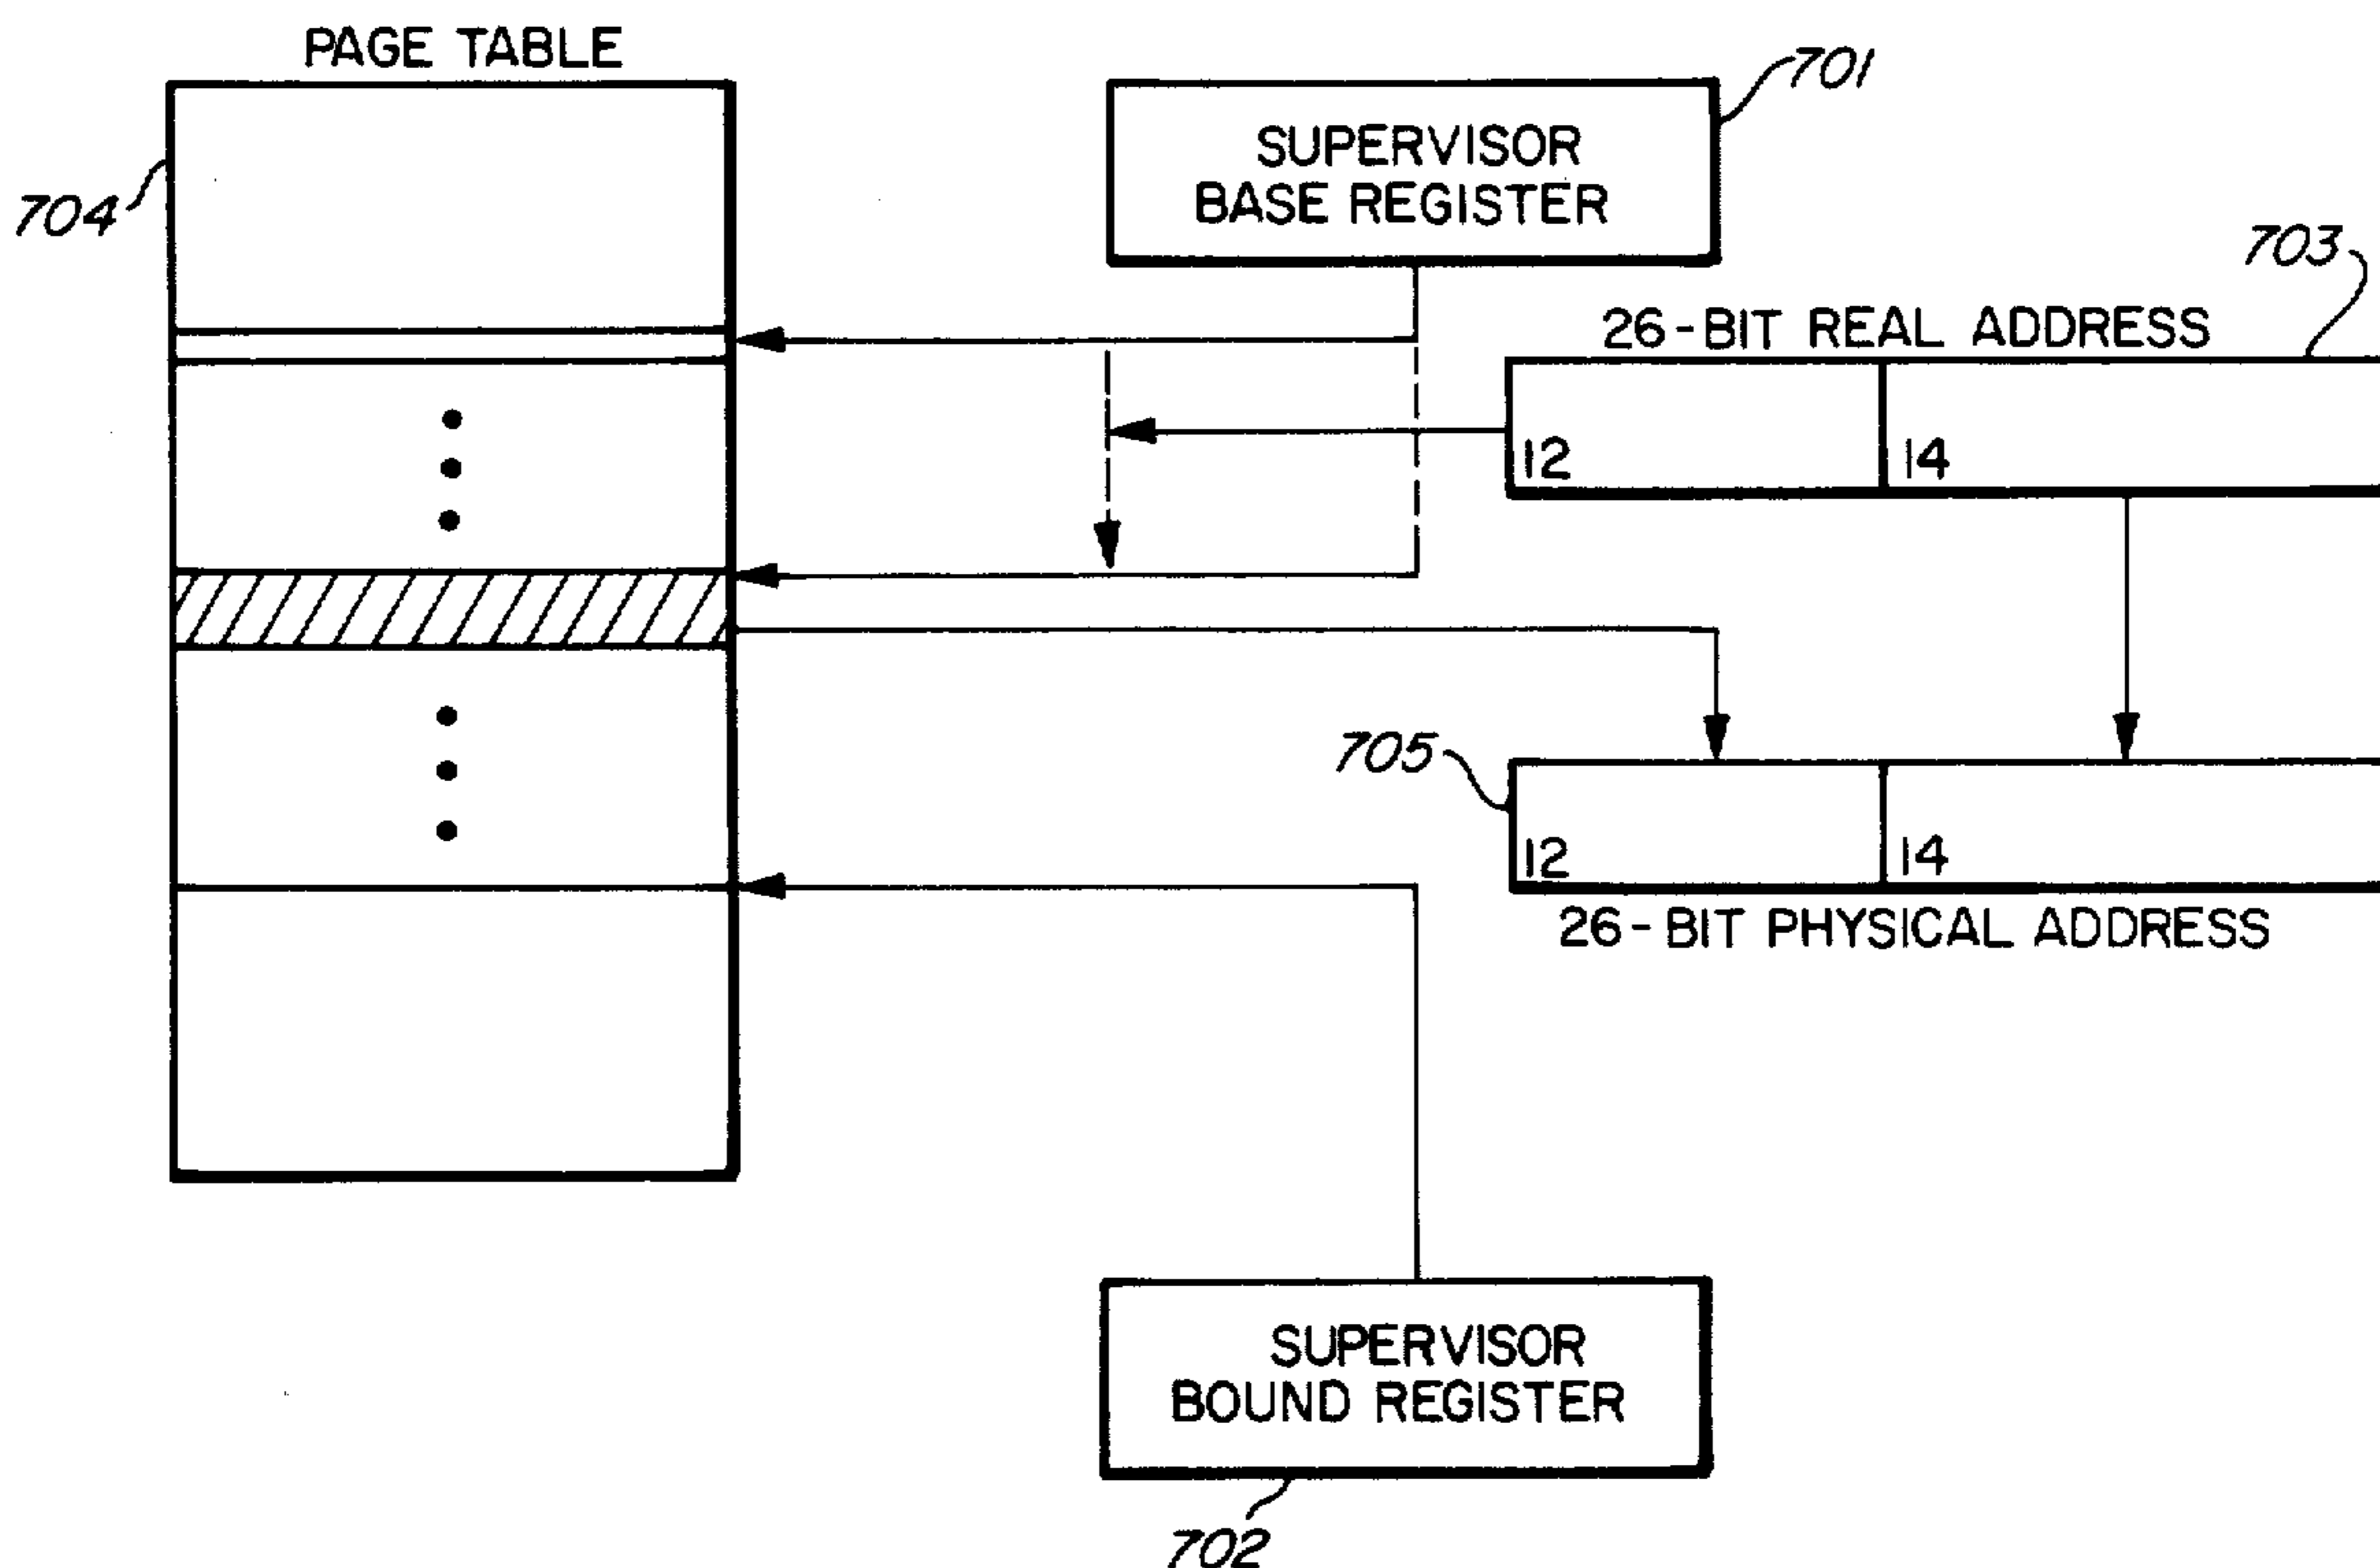 PAGE TABLE
701
SUPERVISOR
BASE REGISTER
704
703
26-BIT REAL ADDRESS
12
14
705
12
14
26-BIT PHYSICAL ADDRESS
SUPERVISOR
BOUND REGISTER
702